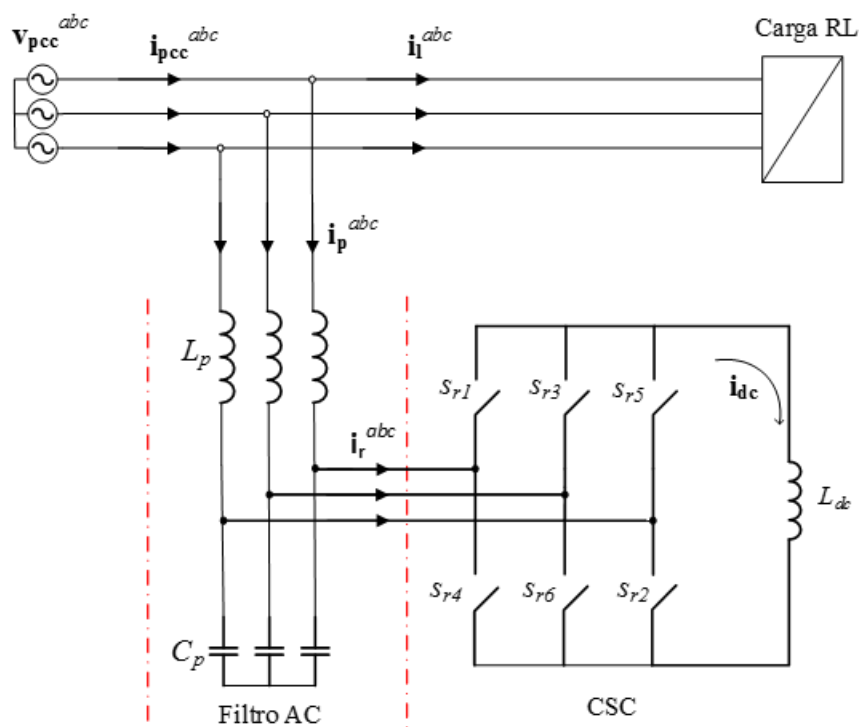 v_pcc^abc
i_pcc^abc
i_l^abc
Carga RL
i_p^abc
L_p
s_r1
s_r3
s_r5
i_dc
i_r^abc
L_dc
s_r4
s_r6
s_r2
C_p
Filtro AC
CSC